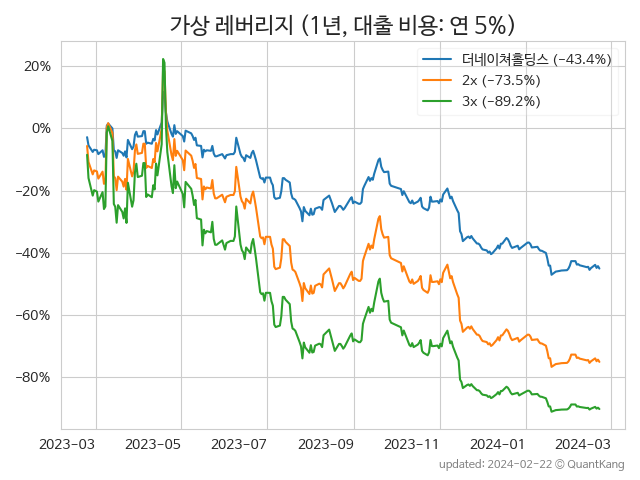 가상 레버리지 (1년, 대출 비용: 연 5%)
더네이쳐홀딩스 (−43.4%)
2x (−73.5%)
3x (−89.2%)
20%
0%
−20%
−40%
−60%
−80%
2023-03 2023-05 2023-07 2023-09 2023-11 2024-01 2024-03
updated: 2024-02-22 © QuantKang